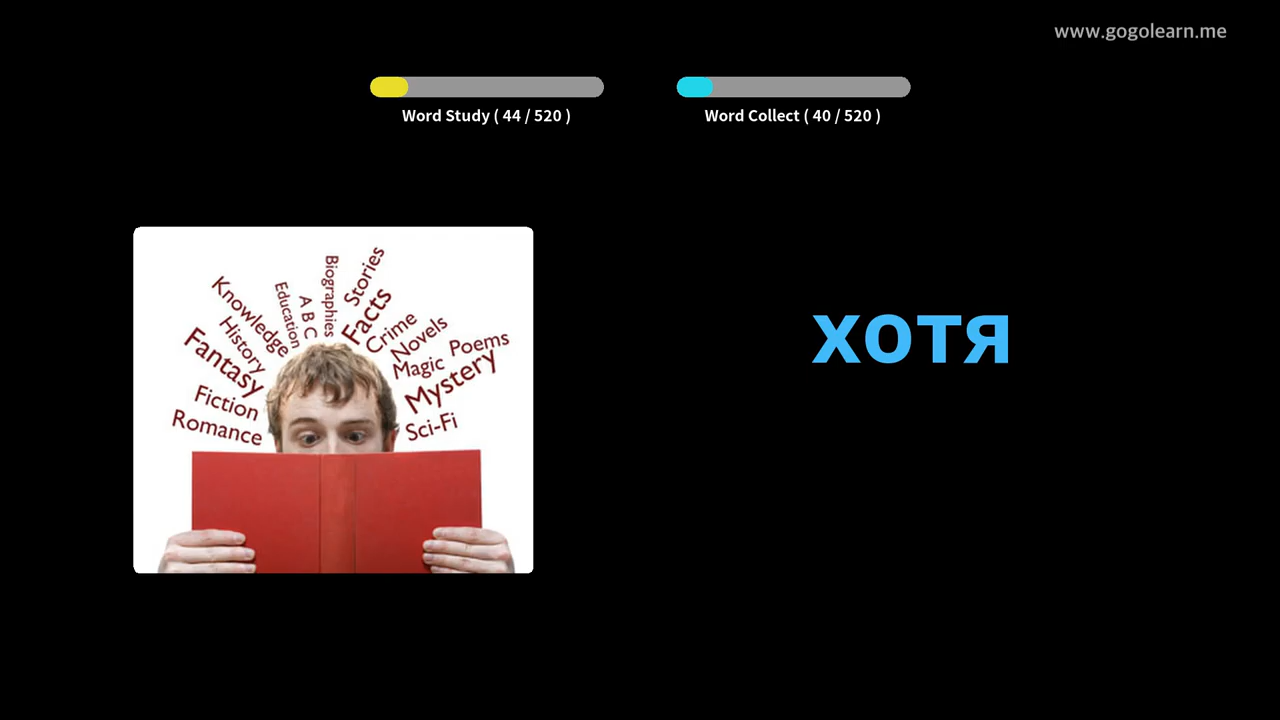 www.gogolearn.me
Word Study ( 44 / 520 )
Word Collect ( 40 / 520 )
Biographies
Stories
Knowledge
Education
A B C
Facts
History
Crime
Novels
Fantasy
Magic
Poems
Fiction
Mystery
Romance
Sci-Fi
хотя